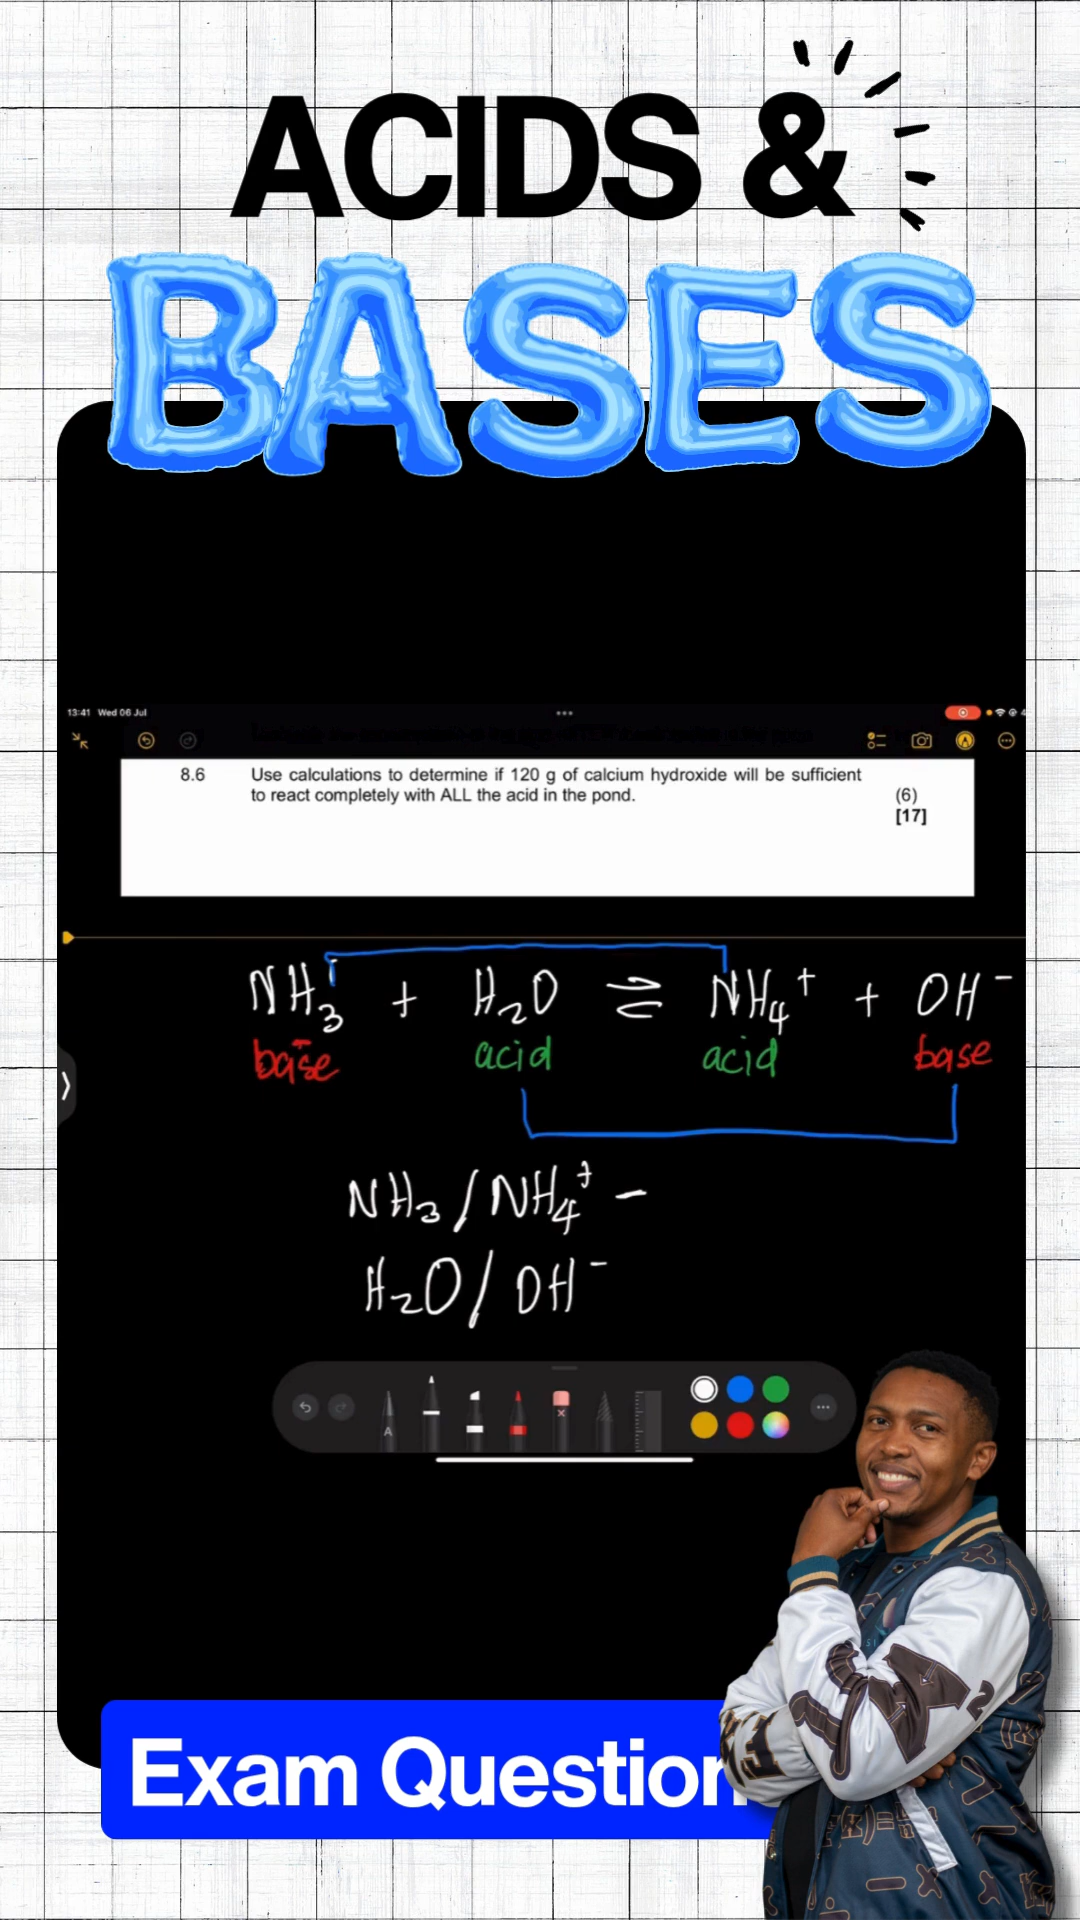 ACIDS &
BASES
13:41 Wed 06 Jul
8.6 Use calculations to determine if 120 g of calcium hydroxide will be sufficient
to react completely with ALL the acid in the pond. (6)
[17]
NH₃ + H₂O ⇌ NH₄⁺ + OH⁻
base acid acid base
NH₃/NH₄⁺ -
H₂O/OH⁻
A
Exam Question